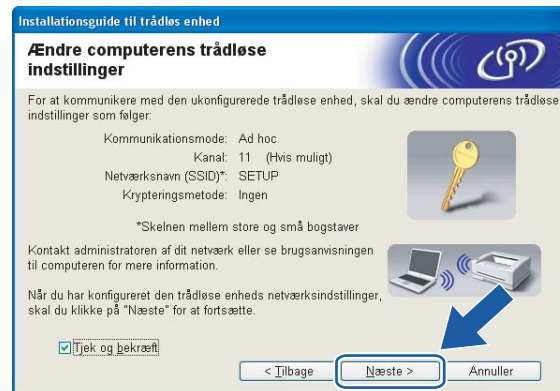 Installationsguide til trådløs enhed
Ændre computerens trådløse
indstillinger
For at kommunikere med den ukonfigurerede trådløse enhed, skal du ændre computerens trådløse
indstillinger som følger:
Kommunikationsmode: Ad hoc
Kanal: 11 (Hvis muligt)
Netværksnavn (SSID)*: SETUP
Krypteringsmetode: Ingen
*Skelnen mellem store og små bogstaver
Kontakt administratoren af dit netværk eller se brugsanvisningen
til computeren for mere information.
Når du har konfigureret den trådløse enheds netværksindstillinger,
skal du klikke på "Næste" for at fortsætte.
Tjek og bekræft
< Tilbage Næste > Annuller